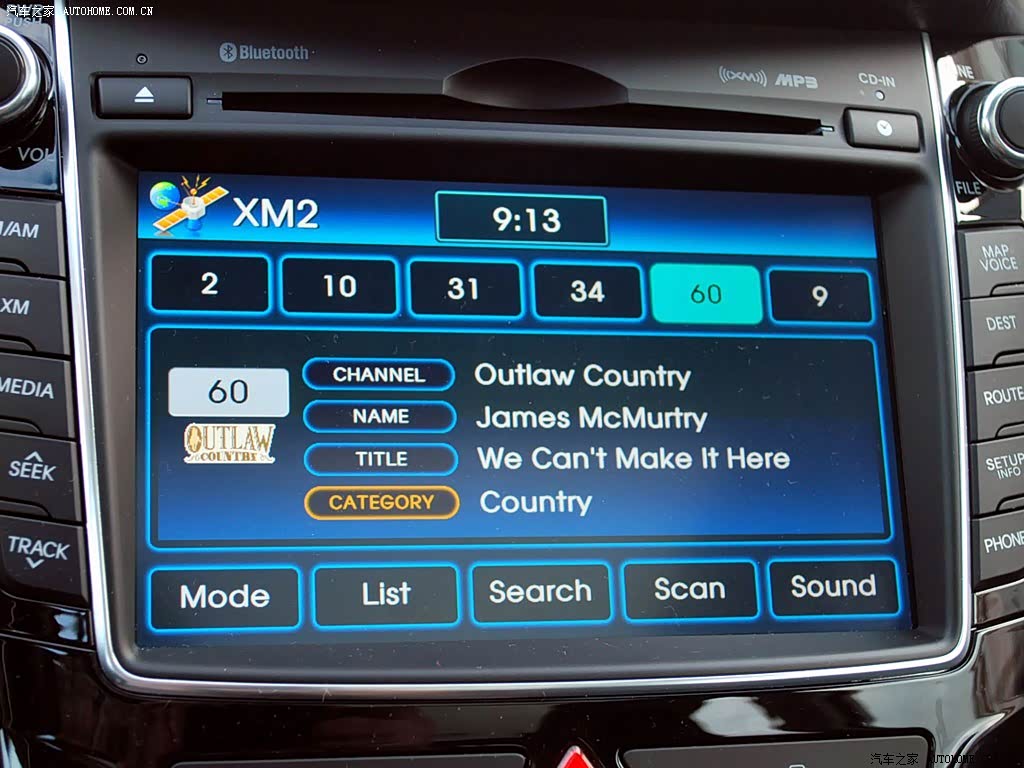 汽车之家 AUTOHOME.COM.CN
PUSH
Bluetooth
XM
MP3
CD-IN
VOL
FILE
XM2
9:13
2
10
31
34
60
9
60
OUTLAW
COUNTRY
CHANNEL
Outlaw Country
NAME
James McMurtry
TITLE
We Can't Make It Here
CATEGORY
Country
Mode
List
Search
Scan
Sound
/AM
XM
MEDIA
SEEK
TRACK
MAP
VOICE
DEST
ROUTE
SETUP
INFO
PHONE
汽车之家 AUTOHOME